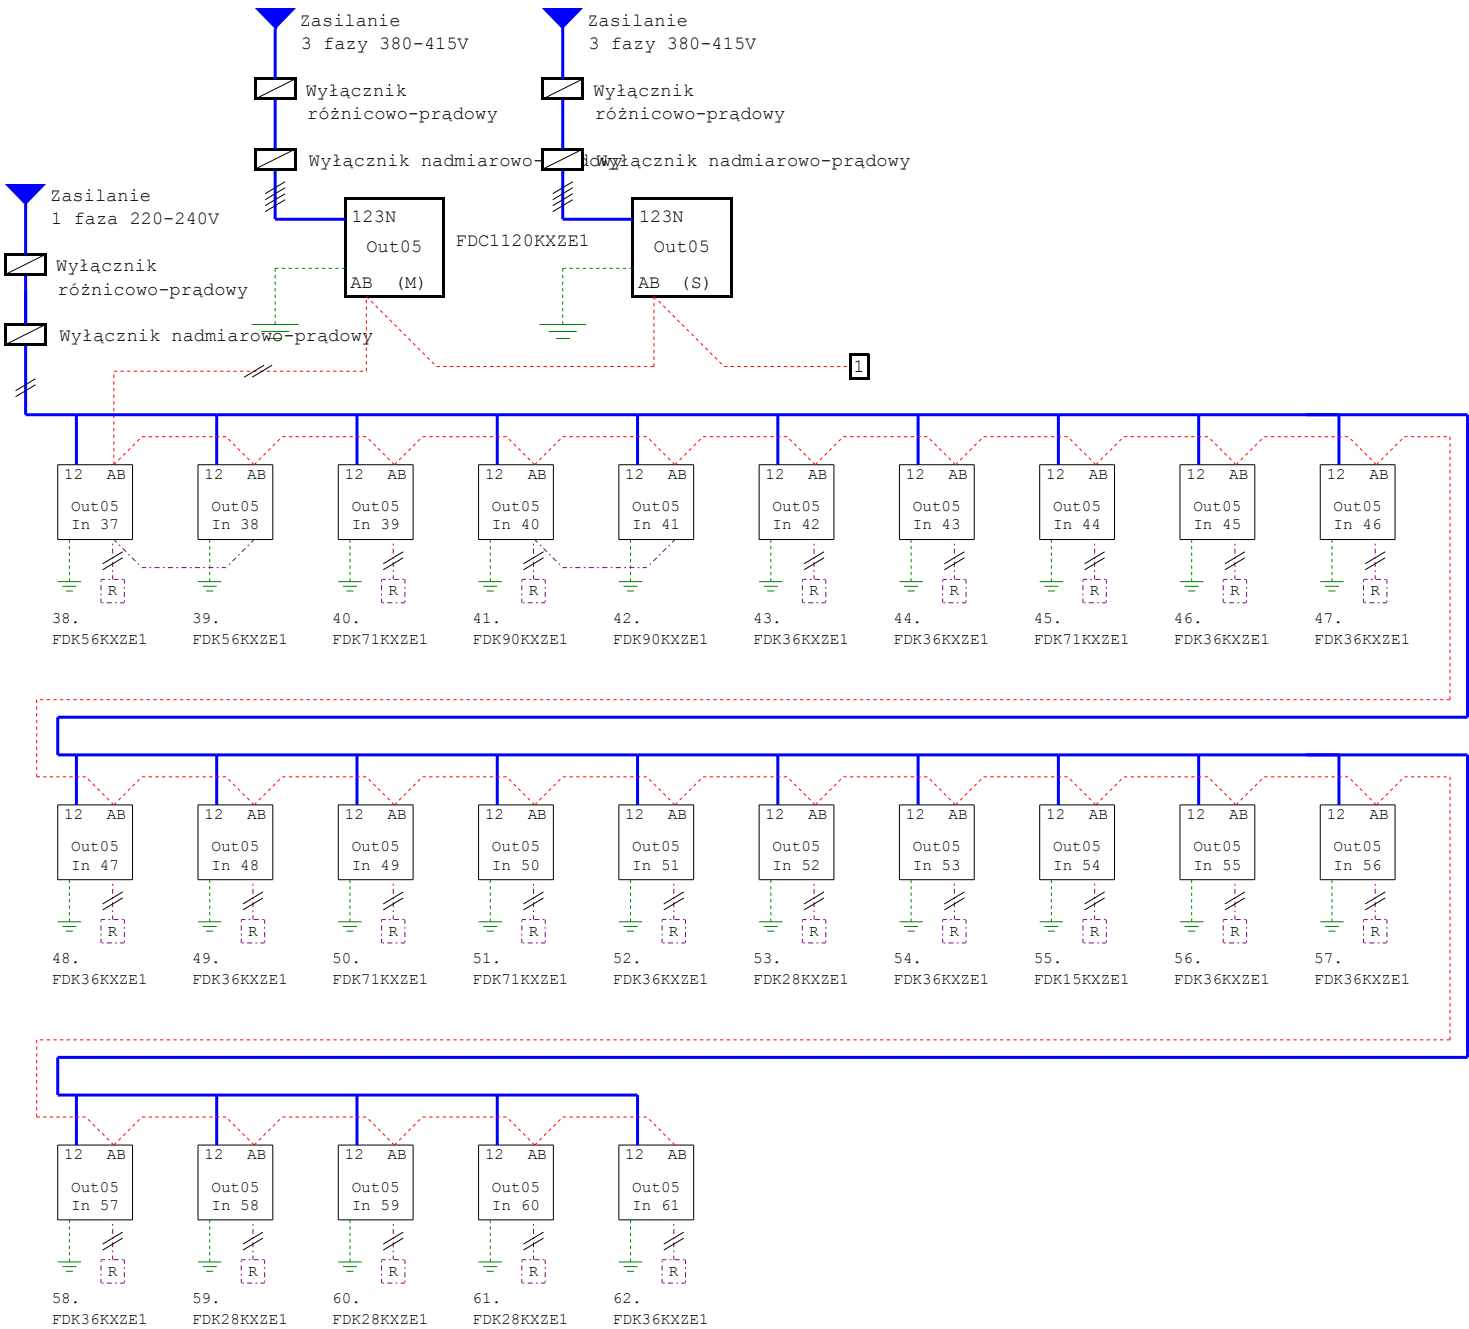 Zasilanie
3 fazy 380-415V
Zasilanie
3 fazy 380-415V
Wyłącznik
różnicowo-prądowy
Wyłącznik
różnicowo-prądowy
Wyłącznik nadmiarowo-prądowy
Wyłącznik nadmiarowo-prądowy
Zasilanie
1 faza 220-240V
Wyłącznik
różnicowo-prądowy
Wyłącznik nadmiarowo-prądowy
123N
Out05
AB (M)
FDC1120KXZE1
123N
Out05
AB (S)
1
12 AB 12 AB 12 AB 12 AB 12 AB 12 AB 12 AB 12 AB 12 AB 12 AB
Out05 Out05 Out05 Out05 Out05 Out05 Out05 Out05 Out05 Out05
In 37 In 38 In 39 In 40 In 41 In 42 In 43 In 44 In 45 In 46
R R R R R R R R
38. 39. 40. 41. 42. 43. 44. 45. 46. 47.
FDK56KXZE1 FDK56KXZE1 FDK71KXZE1 FDK90KXZE1 FDK90KXZE1 FDK36KXZE1 FDK36KXZE1 FDK71KXZE1 FDK36KXZE1 FDK36KXZE1
12 AB 12 AB 12 AB 12 AB 12 AB 12 AB 12 AB 12 AB 12 AB 12 AB
Out05 Out05 Out05 Out05 Out05 Out05 Out05 Out05 Out05 Out05
In 47 In 48 In 49 In 50 In 51 In 52 In 53 In 54 In 55 In 56
R R R R R R R R R R
48. 49. 50. 51. 52. 53. 54. 55. 56. 57.
FDK36KXZE1 FDK36KXZE1 FDK71KXZE1 FDK71KXZE1 FDK36KXZE1 FDK28KXZE1 FDK36KXZE1 FDK15KXZE1 FDK36KXZE1 FDK36KXZE1
12 AB 12 AB 12 AB 12 AB 12 AB
Out05 Out05 Out05 Out05 Out05
In 57 In 58 In 59 In 60 In 61
R R R R R
58. 59. 60. 61. 62.
FDK36KXZE1 FDK28KXZE1 FDK28KXZE1 FDK28KXZE1 FDK36KXZE1